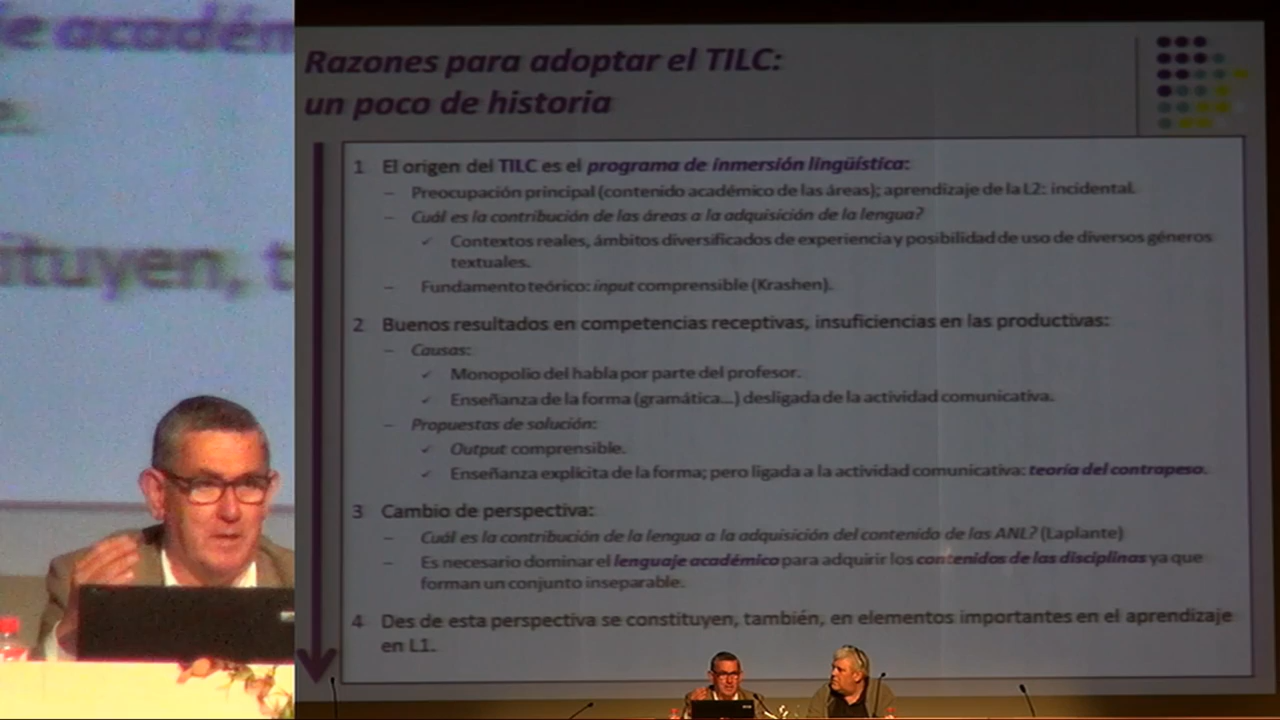 e académ
ituyen, t
Razones para adoptar el TILC:
un poco de historia
1 El origen del TILC es el programa de inmersión lingüística:
– Preocupación principal (contenido académico de las áreas); aprendizaje de la L2: incidental.
– Cuál es la contribución de las áreas a la adquisición de la lengua?
✓ Contextos reales, ámbitos diversificados de experiencia y posibilidad de uso de diversos géneros
textuales.
– Fundamento teórico: input comprensible (Krashen).
2 Buenos resultados en competencias receptivas, insuficiencias en las productivas:
– Causas:
✓ Monopolio del habla por parte del profesor.
✓ Enseñanza de la forma (gramática...) desligada de la actividad comunicativa.
– Propuestas de solución:
✓ Output comprensible.
✓ Enseñanza explícita de la forma; pero ligada a la actividad comunicativa: teoría del contrapeso.
3 Cambio de perspectiva:
– Cuál es la contribución de la lengua a la adquisición del contenido de las ANL? (Laplante)
– Es necesario dominar el lenguaje académico para adquirir los contenidos de las disciplinas ya que
forman un conjunto inseparable.
4 Des de esta perspectiva se constituyen, también, en elementos importantes en el aprendizaje
en L1.